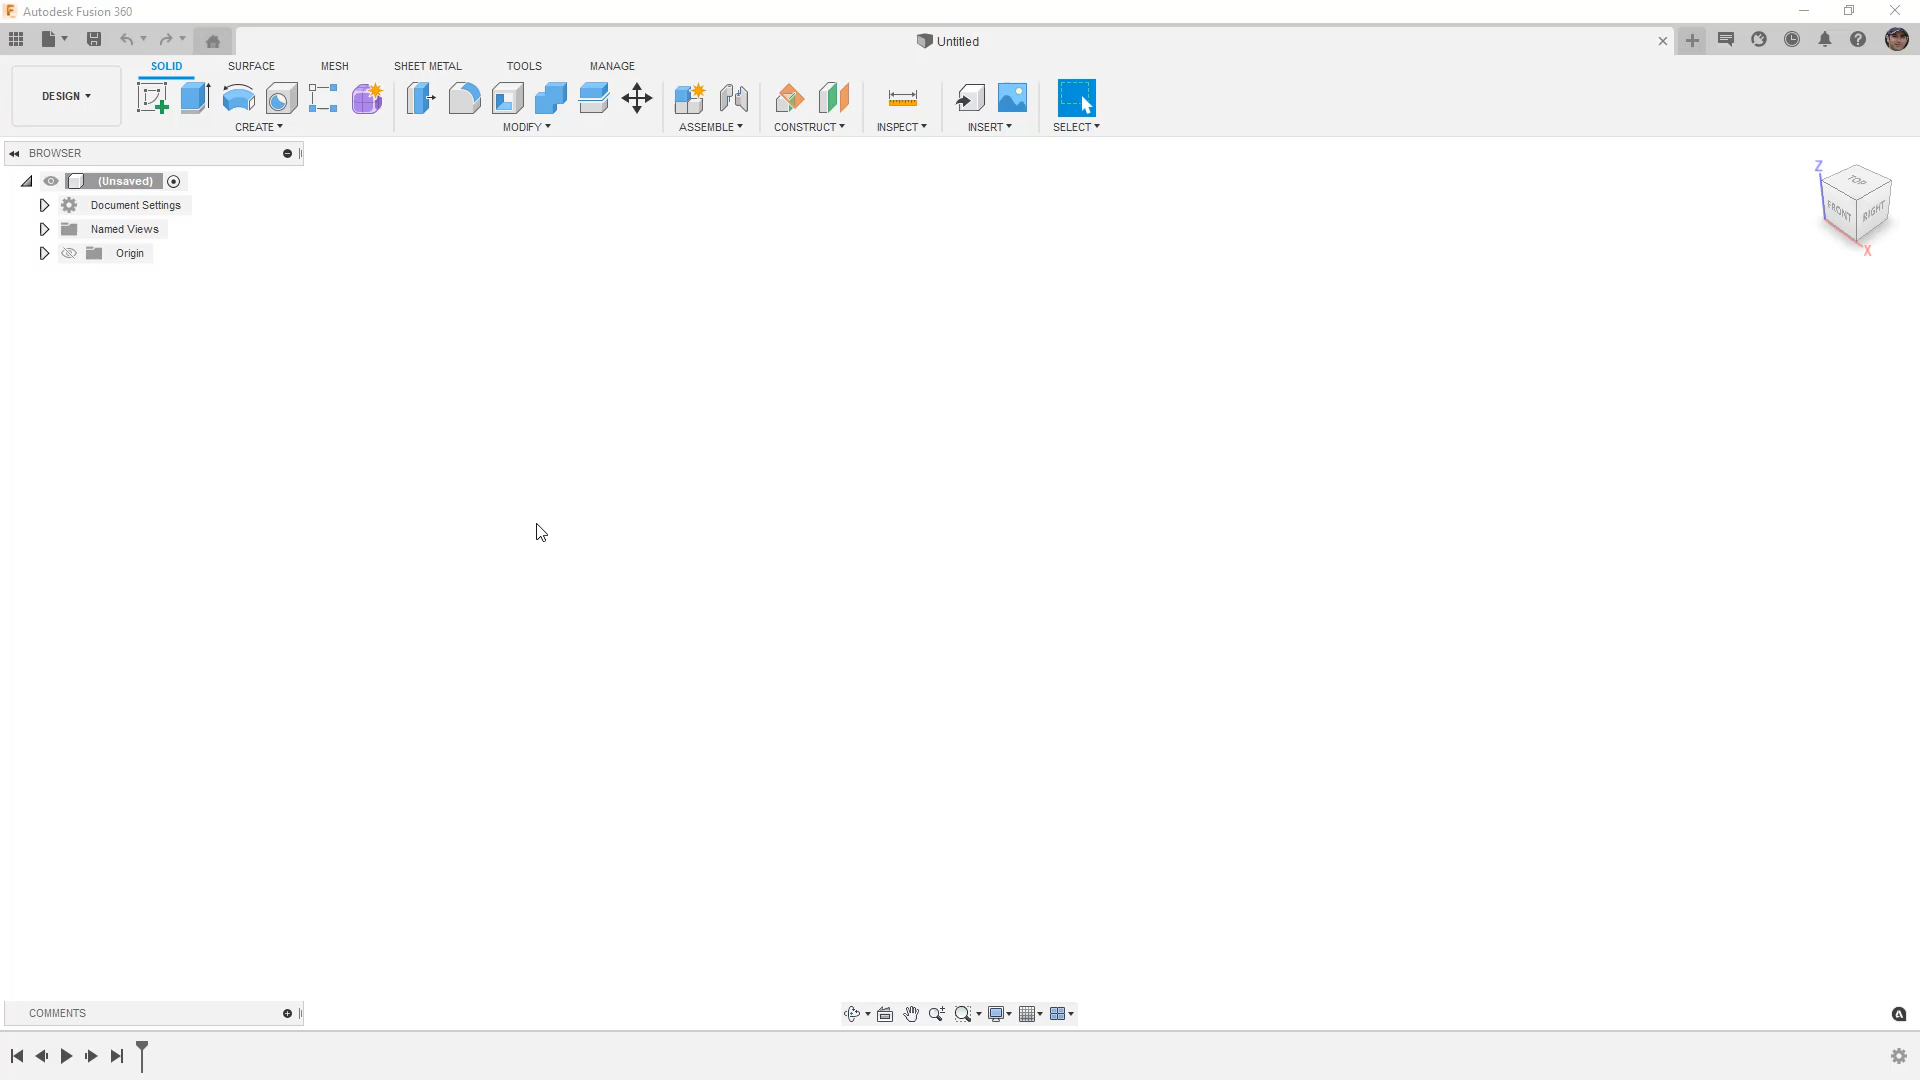 Autodesk Fusion 360
Untitled
SOLID SURFACE MESH SHEET METAL TOOLS MANAGE
DESIGN
CREATE MODIFY ASSEMBLE CONSTRUCT INSPECT INSERT SELECT
BROWSER
(Unsaved)
Document Settings
Named Views
Origin
Z
TOP
FRONT
RIGHT
X
COMMENTS